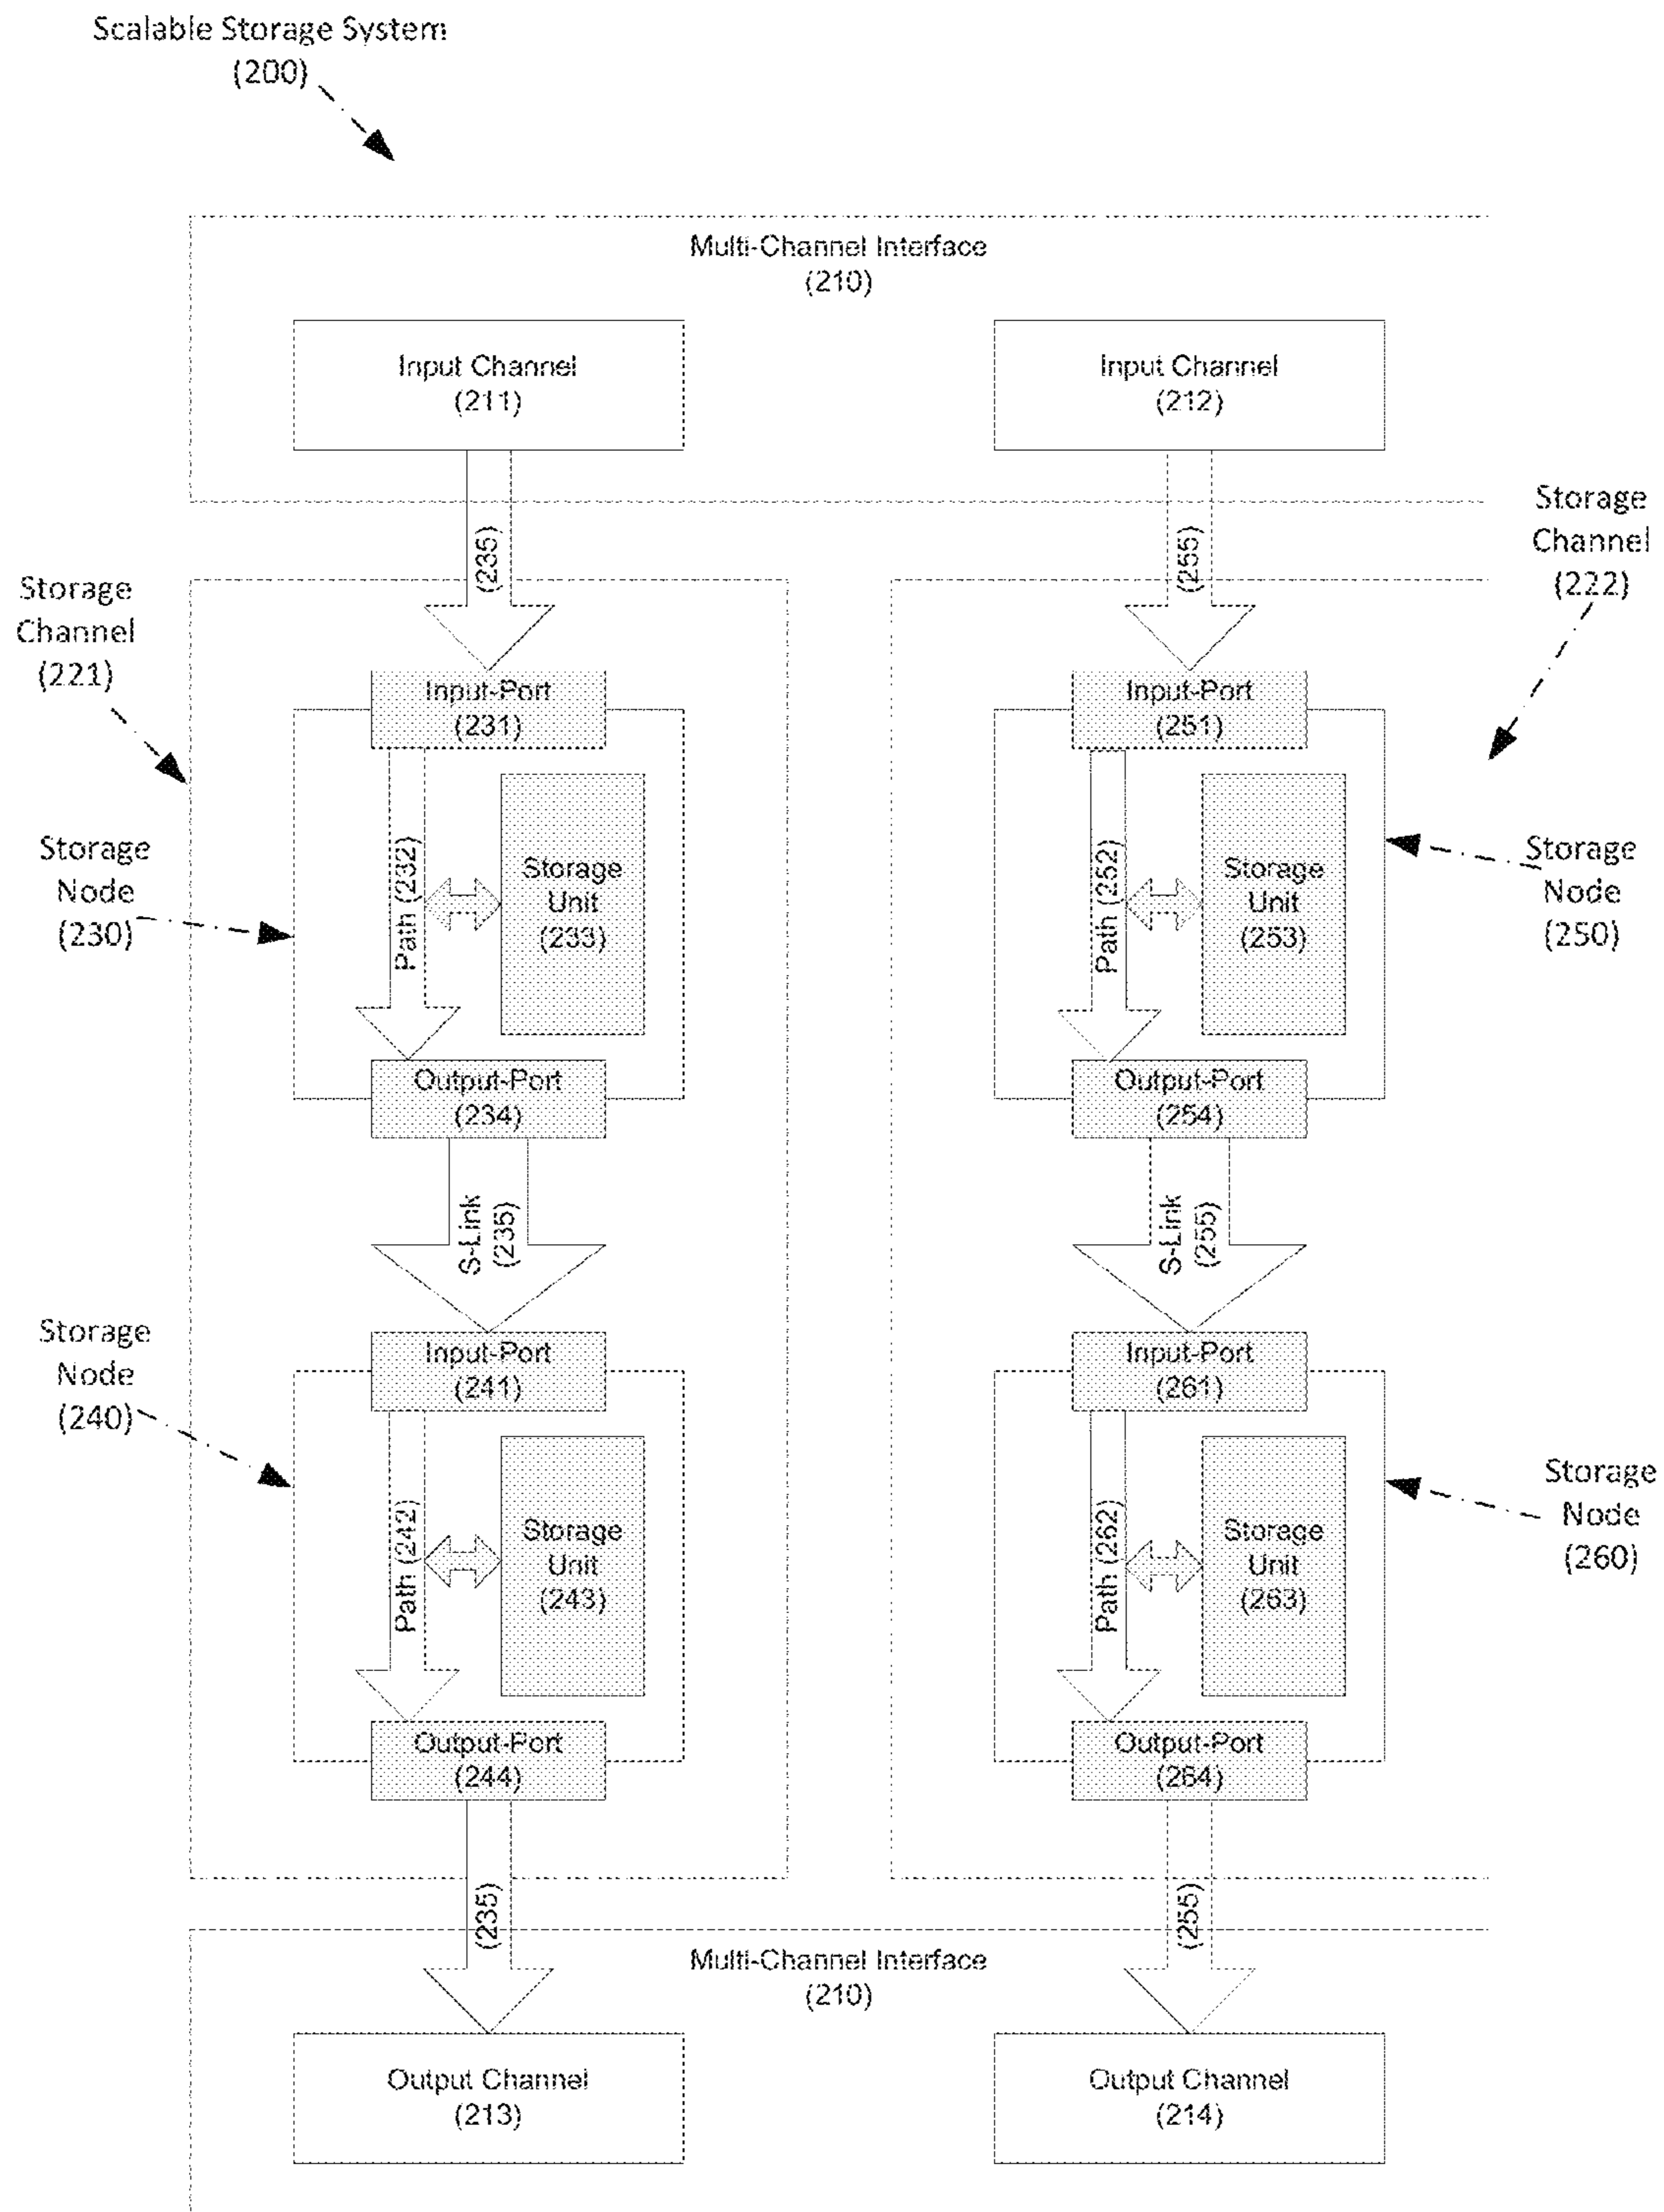 Scalable Storage System
(200)
Multi-Channel Interface
(210)
Input Channel
(211)
Input Channel
(212)
(235)
(255)
Storage
Channel
(221)
Storage
Channel
(222)
Input-Port
(231)
Input-Port
(251)
Storage
Node
(230)
Path (232)
Storage
Unit
(233)
Path (252)
Storage
Unit
(253)
Storage
Node
(250)
Output-Port
(234)
Output-Port
(254)
S-Link
(235)
S-Link
(255)
Input-Port
(241)
Input-Port
(261)
Storage
Node
(240)
Path (242)
Storage
Unit
(243)
Path (262)
Storage
Unit
(263)
Storage
Node
(260)
Output-Port
(244)
Output-Port
(264)
(235)
(255)
Multi-Channel Interface
(210)
Output Channel
(213)
Output Channel
(214)